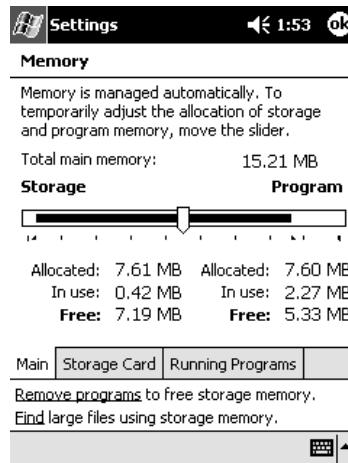 Settings 1:53 ok
Memory
Memory is managed automatically. To
temporarily adjust the allocation of storage
and program memory, move the slider.
Total main memory: 15.21 MB
Storage Program
Allocated: 7.61 MB Allocated: 7.60 MB
In use: 0.42 MB In use: 2.27 MB
Free: 7.19 MB Free: 5.33 MB
Main Storage Card Running Programs
Remove programs to free storage memory.
Find large files using storage memory.